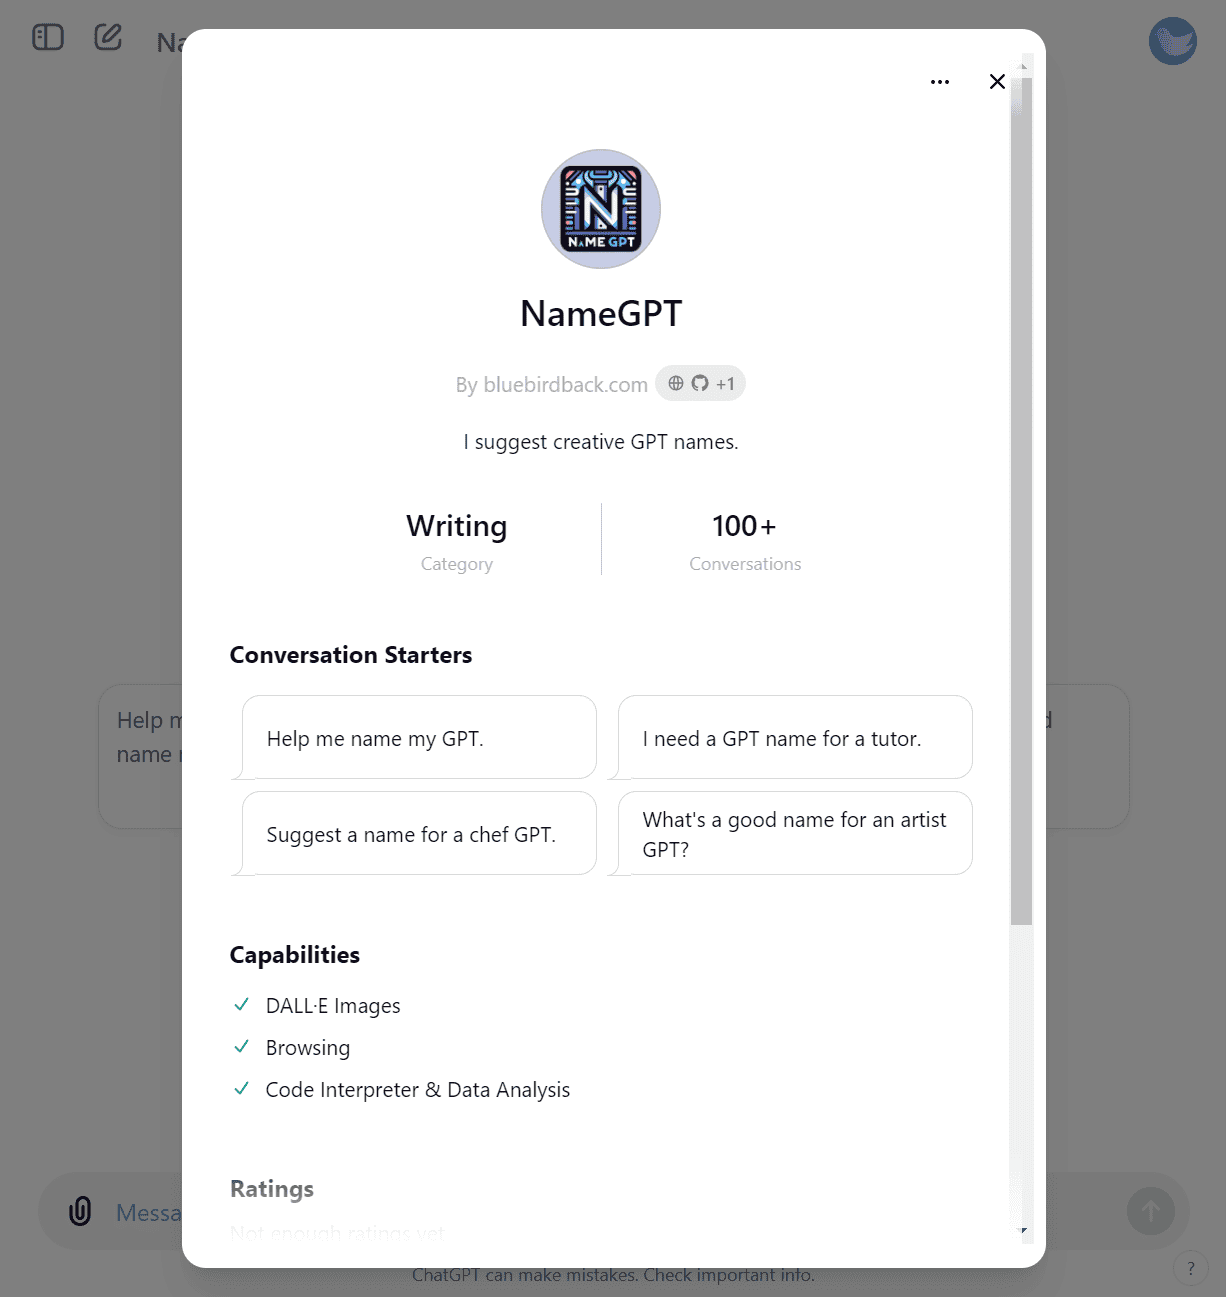 Na
N
NAME GPT
NameGPT
By bluebirdback.com +1
I suggest creative GPT names.
Writing
Category
100+
Conversations
Conversation Starters
Help me name my GPT.
I need a GPT name for a tutor.
Suggest a name for a chef GPT.
What's a good name for an artist
GPT?
Help m
name
d
Capabilities
DALL·E Images
Browsing
Code Interpreter & Data Analysis
Ratings
Not enough ratings yet
Messa
ChatGPT can make mistakes. Check important info.
?